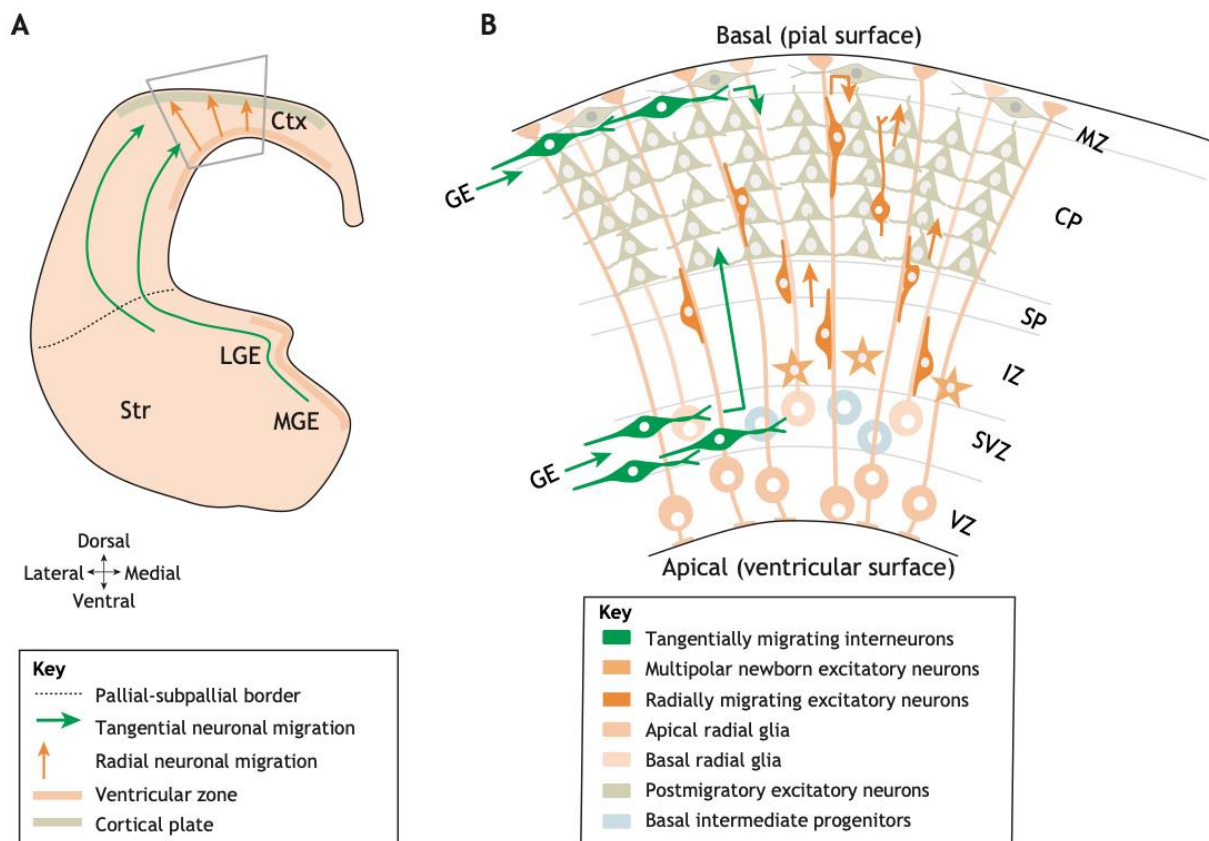 A
Ctx
LGE
Str
MGE
Dorsal
Lateral Medial
Ventral
Key
Pallial-subpallial border
Tangential neuronal migration
Radial neuronal migration
Ventricular zone
Cortical plate
B
Basal (pial surface)
MZ
GE
CP
SP
IZ
SVZ
GE
VZ
Apical (ventricular surface)
Key
Tangentially migrating interneurons
Multipolar newborn excitatory neurons
Radially migrating excitatory neurons
Apical radial glia
Basal radial glia
Postmigratory excitatory neurons
Basal intermediate progenitors